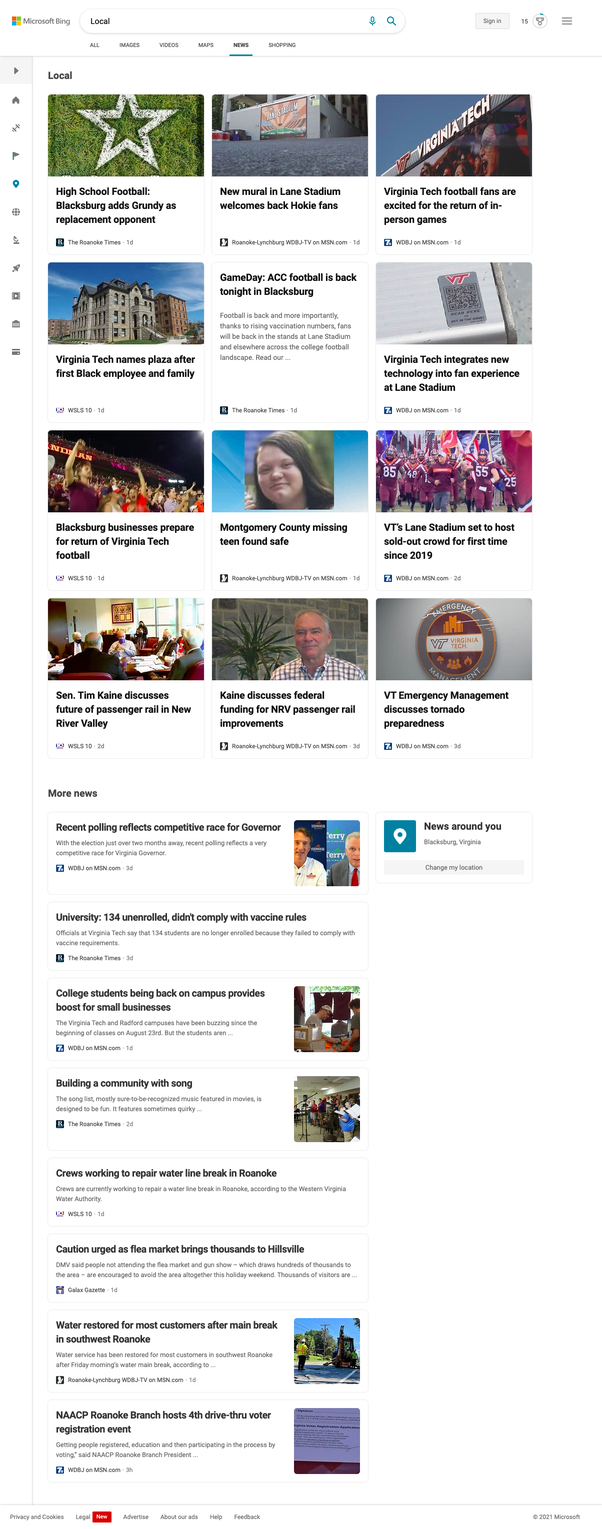 Microsoft Bing
Local
Sign in
15
ALL
IMAGES
VIDEOS
MAPS
NEWS
SHOPPING
Local
High School Football:
Blacksburg adds Grundy as
replacement opponent
The Roanoke Times · 1d
New mural in Lane Stadium
welcomes back Hokie fans
Roanoke-Lynchburg WDBJ-TV on MSN.com · 1d
VT VIRGINIA TECH
Virginia Tech football fans are
excited for the return of in-
person games
WDBJ on MSN.com · 1d
Virginia Tech names plaza after
first Black employee and family
WSLS 10 · 1d
GameDay: ACC football is back
tonight in Blacksburg
Football is back and more importantly,
thanks to rising vaccination numbers, fans
will be back in the stands at Lane Stadium
and elsewhere across the college football
landscape. Read our ...
The Roanoke Times · 1d
VT
Virginia Tech integrates new
technology into fan experience
at Lane Stadium
WDBJ on MSN.com · 1d
Blacksburg businesses prepare
for return of Virginia Tech
football
WSLS 10 · 1d
Montgomery County missing
teen found safe
Roanoke-Lynchburg WDBJ-TV on MSN.com · 1d
85
55
25
VT's Lane Stadium set to host
sold-out crowd for first time
since 2019
WDBJ on MSN.com · 2d
Sen. Tim Kaine discusses
future of passenger rail in New
River Valley
WSLS 10 · 2d
Kaine discusses federal
funding for NRV passenger rail
improvements
Roanoke-Lynchburg WDBJ-TV on MSN.com · 3d
EMERGENCY
VT VIRGINIA TECH
MANAGEMENT
VT Emergency Management
discusses tornado
preparedness
WDBJ on MSN.com · 3d
More news
Recent polling reflects competitive race for Governor
With the election just over two months away, recent polling reflects a very
competitive race for Virginia Governor.
WDBJ on MSN.com · 3d
Terry
Terry
News around you
Blacksburg, Virginia
Change my location
University: 134 unenrolled, didn't comply with vaccine rules
Officials at Virginia Tech say that 134 students are no longer enrolled because they failed to comply with
vaccine requirements.
The Roanoke Times · 3d
College students being back on campus provides
boost for small businesses
The Virginia Tech and Radford campuses have been buzzing since the
beginning of classes on August 23rd. But the students aren ...
WDBJ on MSN.com · 1d
Building a community with song
The song list, mostly sure-to-be-recognized music featured in movies, is
designed to be fun. It features sometimes quirky ...
The Roanoke Times · 2d
Crews working to repair water line break in Roanoke
Crews are currently working to repair a water line break in Roanoke, according to the Western Virginia
Water Authority.
WSLS 10 · 1d
Caution urged as flea market brings thousands to Hillsville
DMV said people not attending the flea market and gun show – which draws hundreds of thousands to
the area – are encouraged to avoid the area altogether this holiday weekend. Thousands of visitors are ...
Galax Gazette · 1d
Water restored for most customers after main break
in southwest Roanoke
Water service has been restored for most customers in southwest Roanoke
after Friday morning's water main break, according to ...
Roanoke-Lynchburg WDBJ-TV on MSN.com · 1d
NAACP Roanoke Branch hosts 4th drive-thru voter
registration event
Getting people registered, education and then participating in the process by
voting," said NAACP Roanoke Branch President ...
WDBJ on MSN.com · 3h
Privacy and Cookies
Legal
New
Advertise
About our ads
Help
Feedback
© 2021 Microsoft